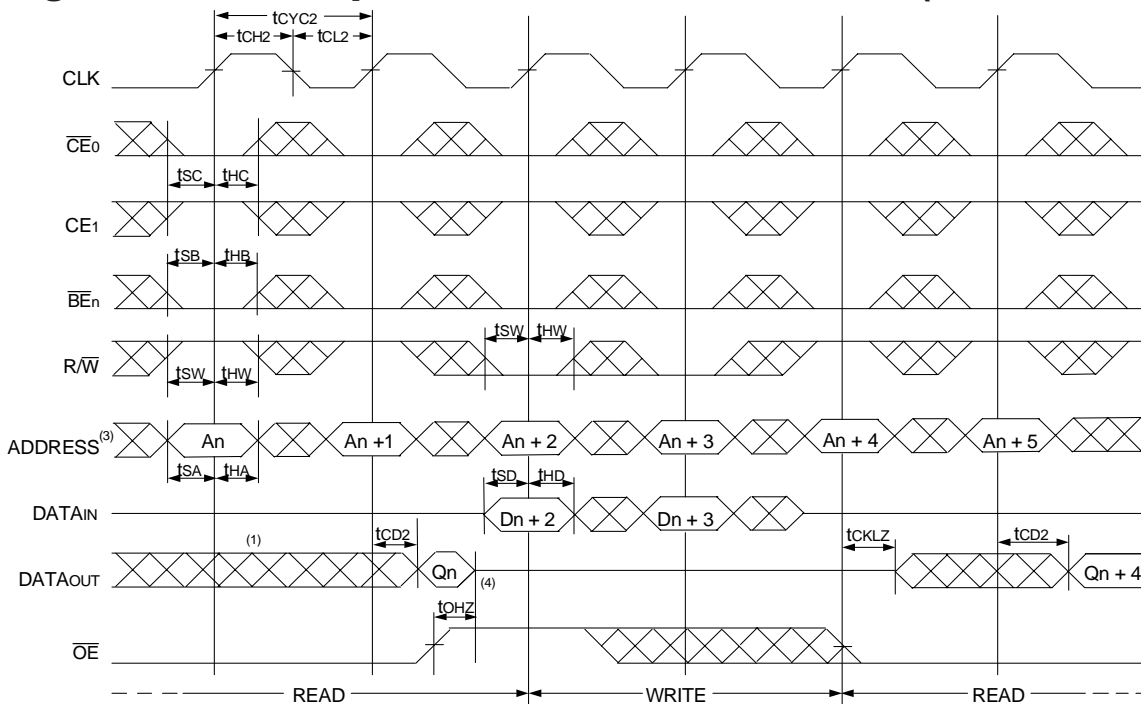 tCYC2
tCH2 tCL2
CLK
CE0
tSC tHC
CE1
tSB tHB
BEn
tSW tHW
R/W
tSW tHW
ADDRESS(3) An An +1 An + 2 An + 3 An + 4 An + 5
tSA tHA tSD tHD
DATAIN Dn + 2 Dn + 3
(1) tCD2 tCKLZ tCD2
DATAOUT Qn (4) Qn + 4
tOHZ
OE
READ WRITE READ